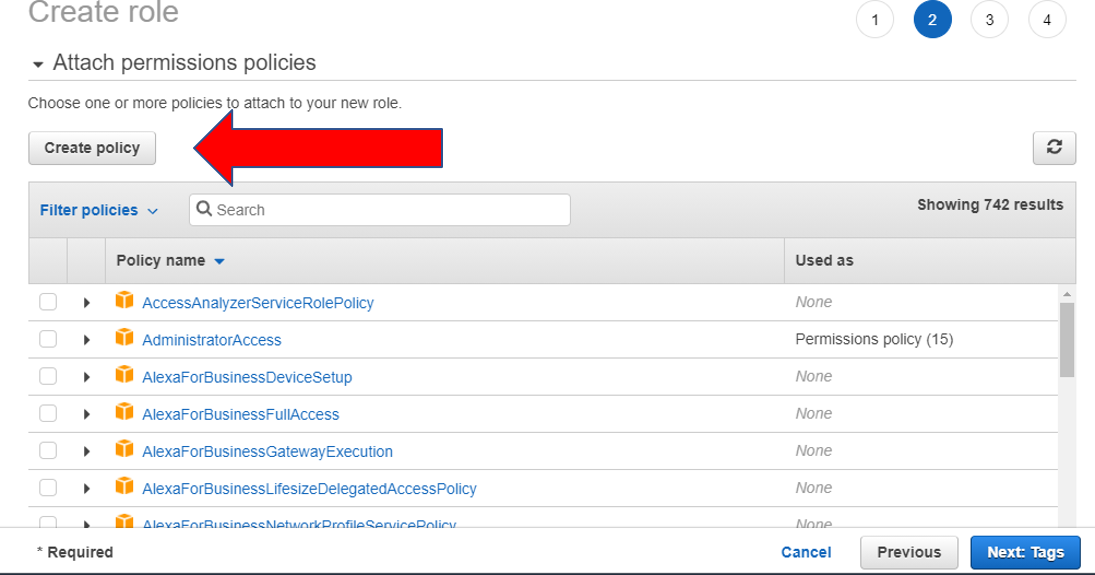 Create role
1 2 3 4
Attach permissions policies
Choose one or more policies to attach to your new role.
Create policy
Filter policies Search Showing 742 results
Policy name Used as
AccessAnalyzerServiceRolePolicy None
AdministratorAccess Permissions policy (15)
AlexaForBusinessDeviceSetup None
AlexaForBusinessFullAccess None
AlexaForBusinessGatewayExecution None
AlexaForBusinessLifesizeDelegatedAccessPolicy None
AlexaForBusinessNetworkProfileServicePolicy None
* Required Cancel Previous Next: Tags